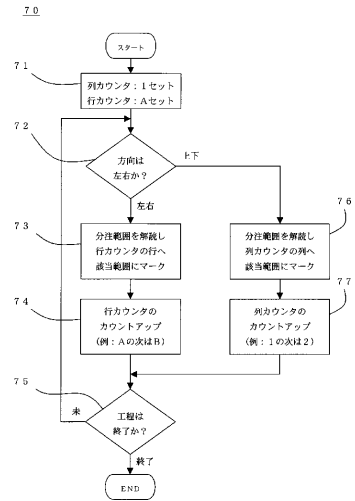 ７０
スタート
７１
列カウンタ：１セット
行カウンタ：Ａセット
７２
方向は
左右か？
上下
左右
７３
分注範囲を解読し
行カウンタの行へ
該当範囲にマーク
７６
分注範囲を解読し
列カウンタの列へ
該当範囲にマーク
７４
行カウンタの
カウントアップ
（例：Ａの次はＢ）
７７
列カウンタの
カウントアップ
（例：１の次は２）
７５
工程は
終了か？
未
終了
END